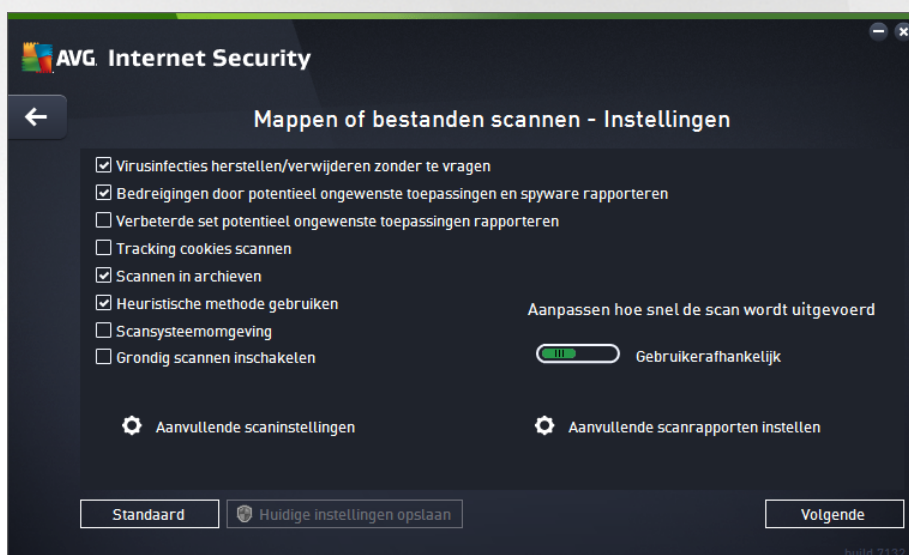 AVG. Internet Security
Mappen of bestanden scannen - Instellingen
Virusinfecties herstellen/verwijderen zonder te vragen
Bedreigingen door potentieel ongewenste toepassingen en spyware rapporteren
Verbeterde set potentieel ongewenste toepassingen rapporteren
Tracking cookies scannen
Scannen in archieven
Heuristische methode gebruiken
Scansysteemomgeving
Grondig scannen inschakelen
Aanpassen hoe snel de scan wordt uitgevoerd
Gebruikerafhankelijk
Aanvullende scaninstellingen
Aanvullende scanrapporten instellen
Standaard
Huidige instellingen opslaan
Volgende